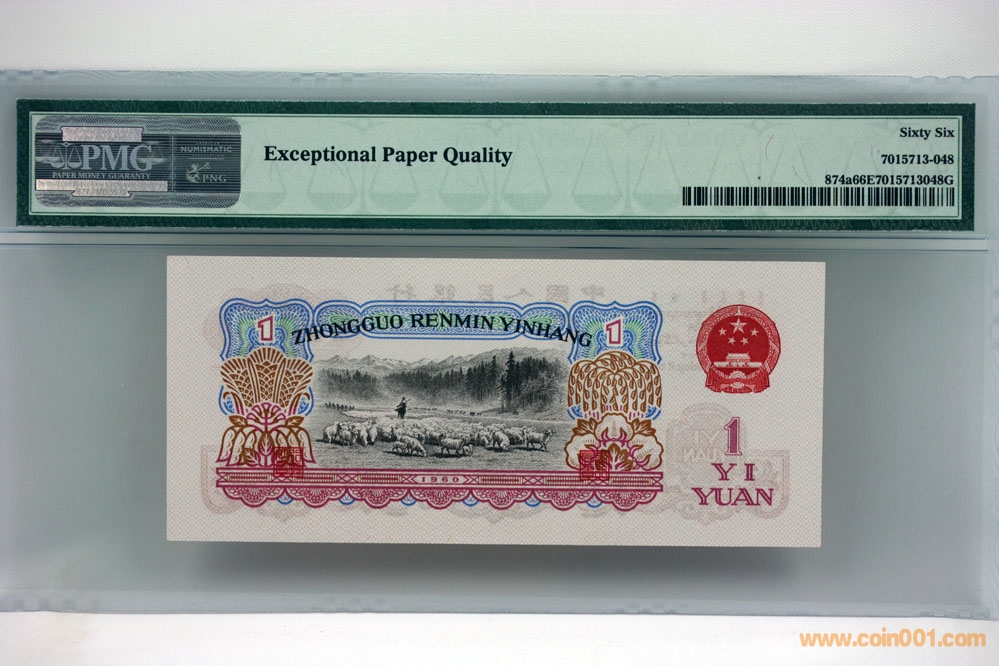 PMG
PAPER MONEY GUARANTY
NUMISMATIC
PNG
Exceptional Paper Quality
Sixty Six
7015713-048
874a66E7015713048G
ZHONGGUO RENMIN YINHANG
1
1
1960
1
YI
YUAN
www.coin001.com